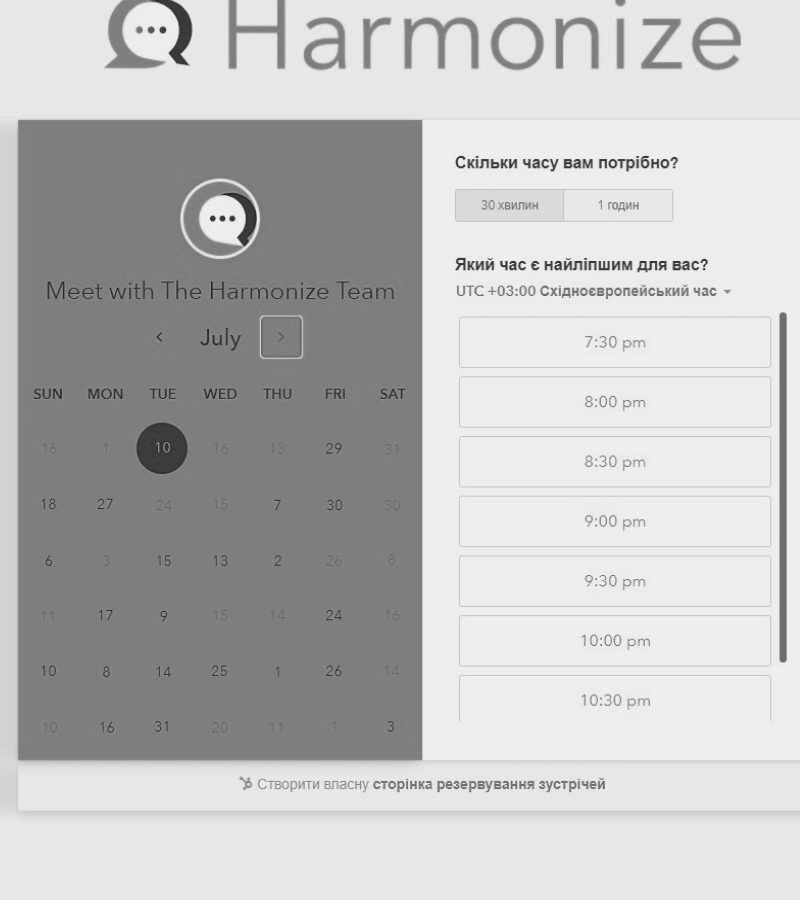 Harmonize
Meet with The Harmonize Team
July
SUN MON TUE WED THU FRI SAT
16 1 10 16 13 29 31
18 27 24 15 7 30 30
6 3 15 13 2 26 8
11 17 9 15 14 24 16
10 8 14 25 1 26 14
10 16 31 20 11 1 3
Скільки часу вам потрібно?
30 хвилин 1 годин
Який час є найліпшим для вас?
UTC +03:00 Східноєвропейський час
7:30 pm
8:00 pm
8:30 pm
9:00 pm
9:30 pm
10:00 pm
10:30 pm
Створити власну сторінка резервування зустрічей